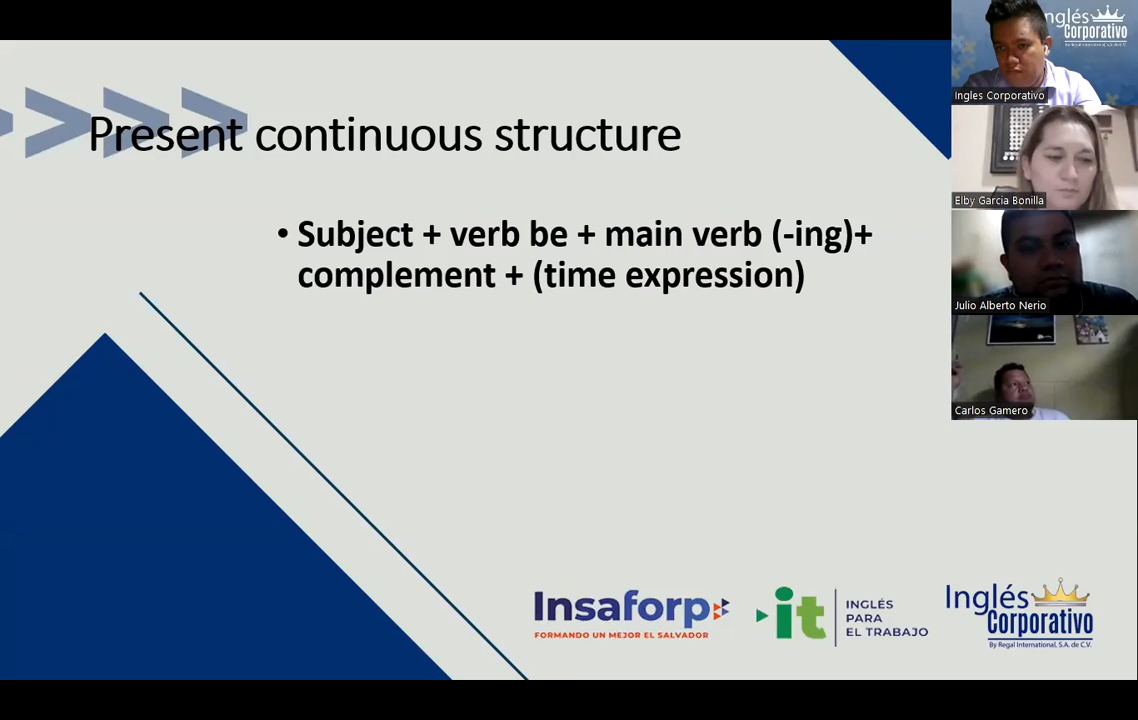 Present continuous structure
• Subject + verb be + main verb (-ing)+
complement + (time expression)
Insaforp
FORMANDO UN MEJOR EL SALVADOR
it
INGLÉS
PARA
EL TRABAJO
Inglés
Corporativo
By Regal International, S.A. de C.V.
nglés
Corporativo
Ingles Corporativo
Elby Garcia Bonilla
Julio Alberto Nerio
Carlos Gamero